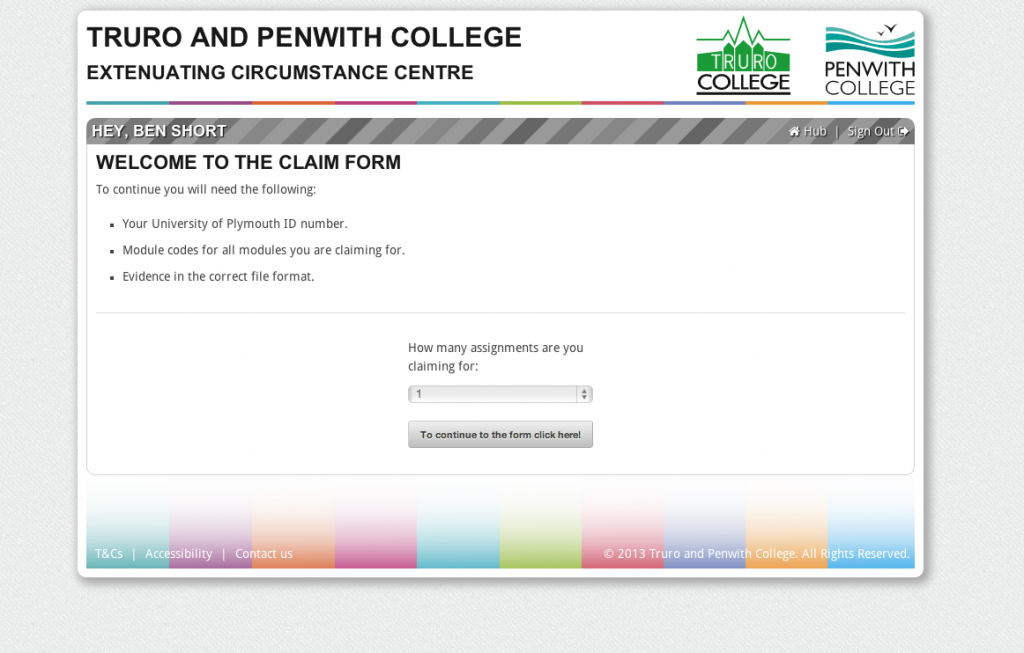 TRURO AND PENWITH COLLEGE
EXTENUATING CIRCUMSTANCE CENTRE
TRURO
COLLEGE
PENWITH
COLLEGE
HEY, BEN SHORT
Hub | Sign Out
WELCOME TO THE CLAIM FORM
To continue you will need the following:
Your University of Plymouth ID number.
Module codes for all modules you are claiming for.
Evidence in the correct file format.
How many assignments are you
claiming for:
1
To continue to the form click here!
T&Cs | Accessibility | Contact us
© 2013 Truro and Penwith College. All Rights Reserved.